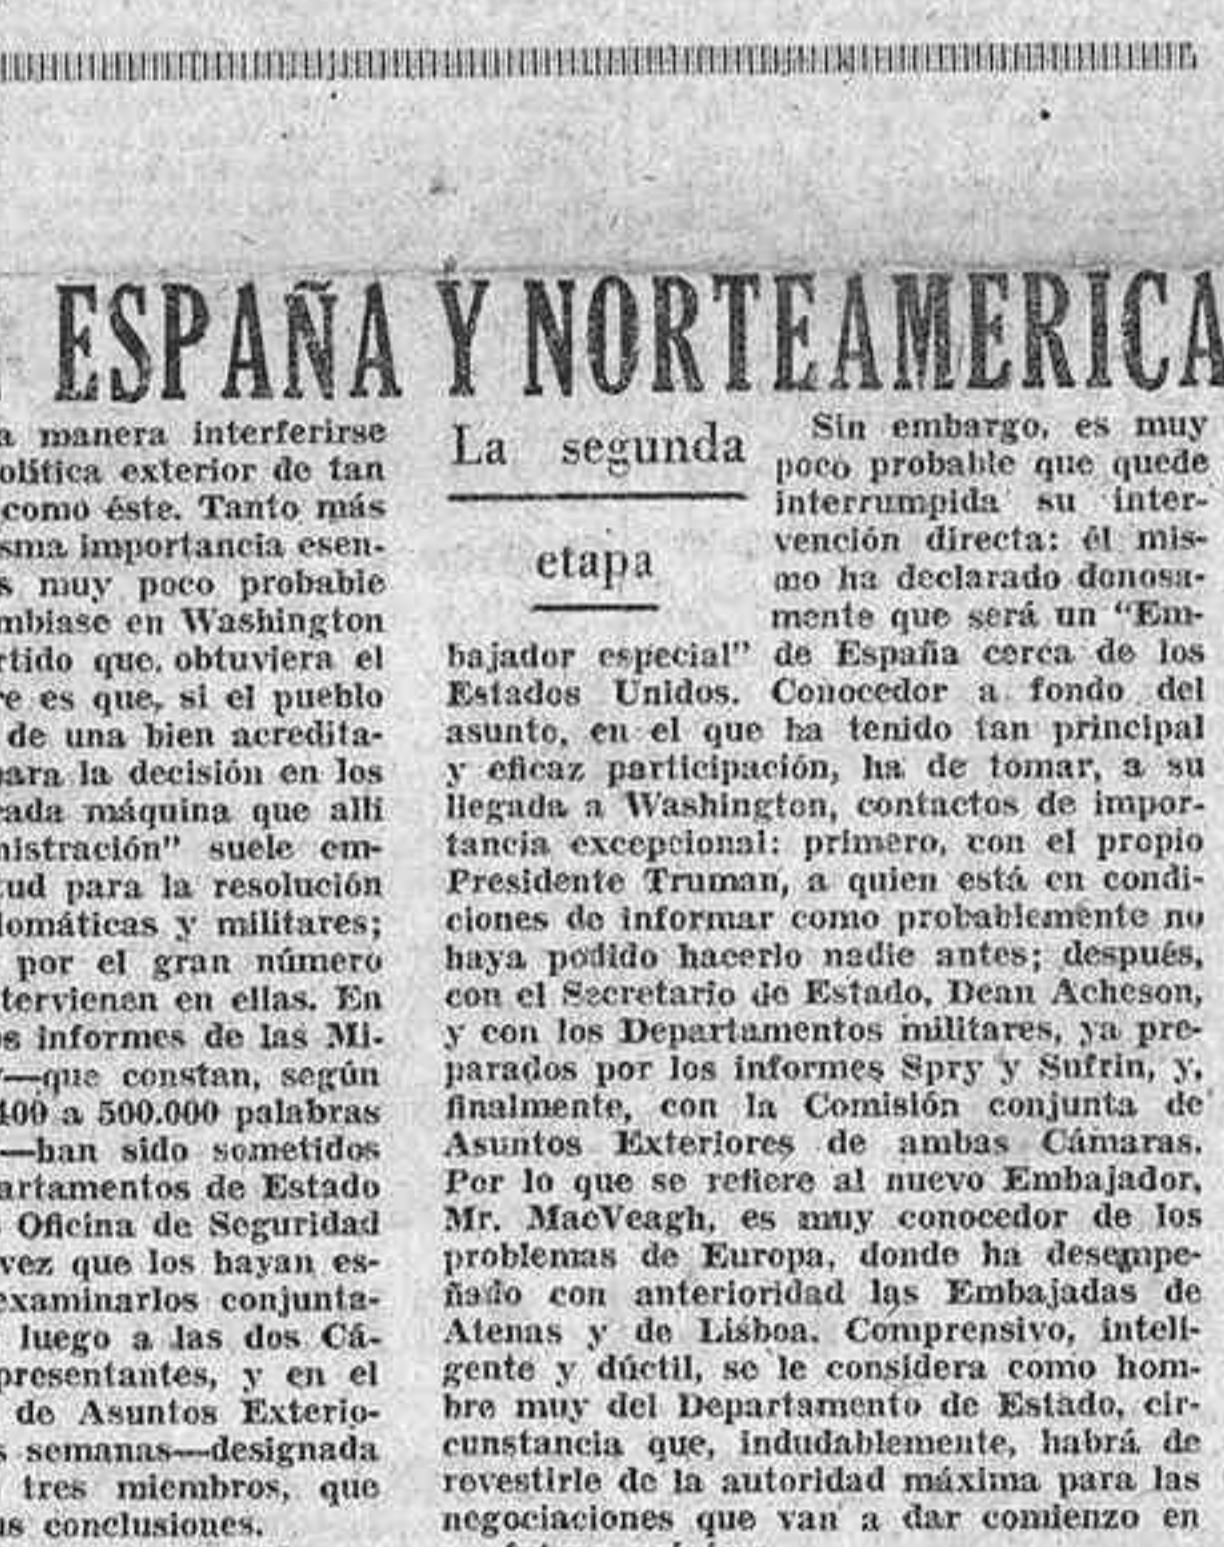 ESPAÑA Y NORTEAMERICA
manera interferirse
exterior de tan
como éste. Tanto más
importancia esen-
muy poco probable
en Washington
que. obtuviera el
es que, si el pueblo
de una bien acredita-
la decisión en los
máquina que allí
suele em-
para la resolución
y militares;
por el gran número
en ellas. En
informes de las Mi-
—que constan, según
400 a 500.000 palabras
—han sido sometidos
de Estado
Oficina de Seguridad
vez que los hayan es-
examinarlos conjunta-
luego a las dos Cá-
y en el
de Asuntos Exterio-
semanas—designada
tres miembros, que
conclusiones.
La segunda
etapa
Sin embargo, es muy
poco probable que quede
interrumpida su inter-
vención directa: él mis-
mo ha declarado donosa-
mente que será un "Em-
bajador especial" de España cerca de los
Estados Unidos. Conocedor a fondo del
asunto, en el que ha tenido tan principal
y eficaz participación, ha de tomar, a su
llegada a Washington, contactos de impor-
tancia excepcional: primero, con el propio
Presidente Truman, a quien está en condi-
ciones de informar como probablemente no
haya podido hacerlo nadie antes; después,
con el Secretario de Estado, Dean Acheson,
y con los Departamentos militares, ya pre-
parados por los informes Spry y Sufrin, y,
finalmente, con la Comisión conjunta de
Asuntos Exteriores de ambas Cámaras.
Por lo que se refiere al nuevo Embajador,
Mr. MacVeagh, es muy conocedor de los
problemas de Europa, donde ha desempe-
ñado con anterioridad las Embajadas de
Atenas y de Lisboa. Comprensivo, inteli-
gente y dúctil, se le considera como hom-
bre muy del Departamento de Estado, cir-
cunstancia que, indudablemente, habrá de
revestirle de la autoridad máxima para las
negociaciones que van a dar comienzo en